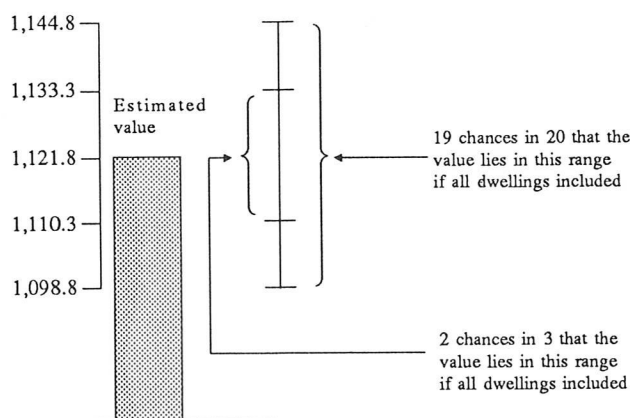 1,144.8
1,133.3
Estimated
value
1,121.8
1,110.3
1,098.8
19 chances in 20 that the
value lies in this range
if all dwellings included
2 chances in 3 that the
value lies in this range
if all dwellings included